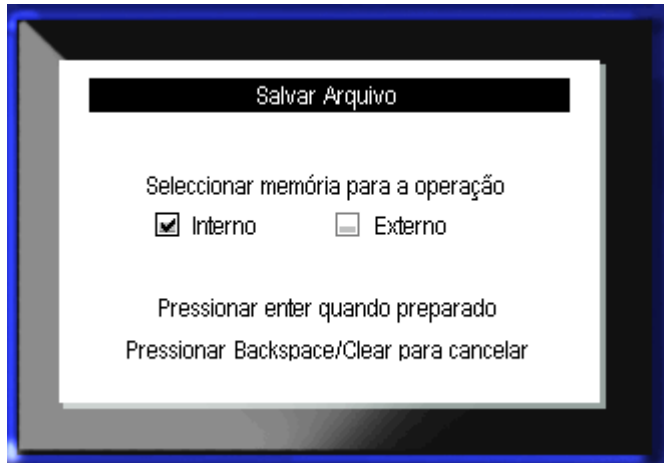 Salvar Arquivo
Seleccionar memória para a operação
Interno Externo
Pressionar enter quando preparado
Pressionar Backspace/Clear para cancelar